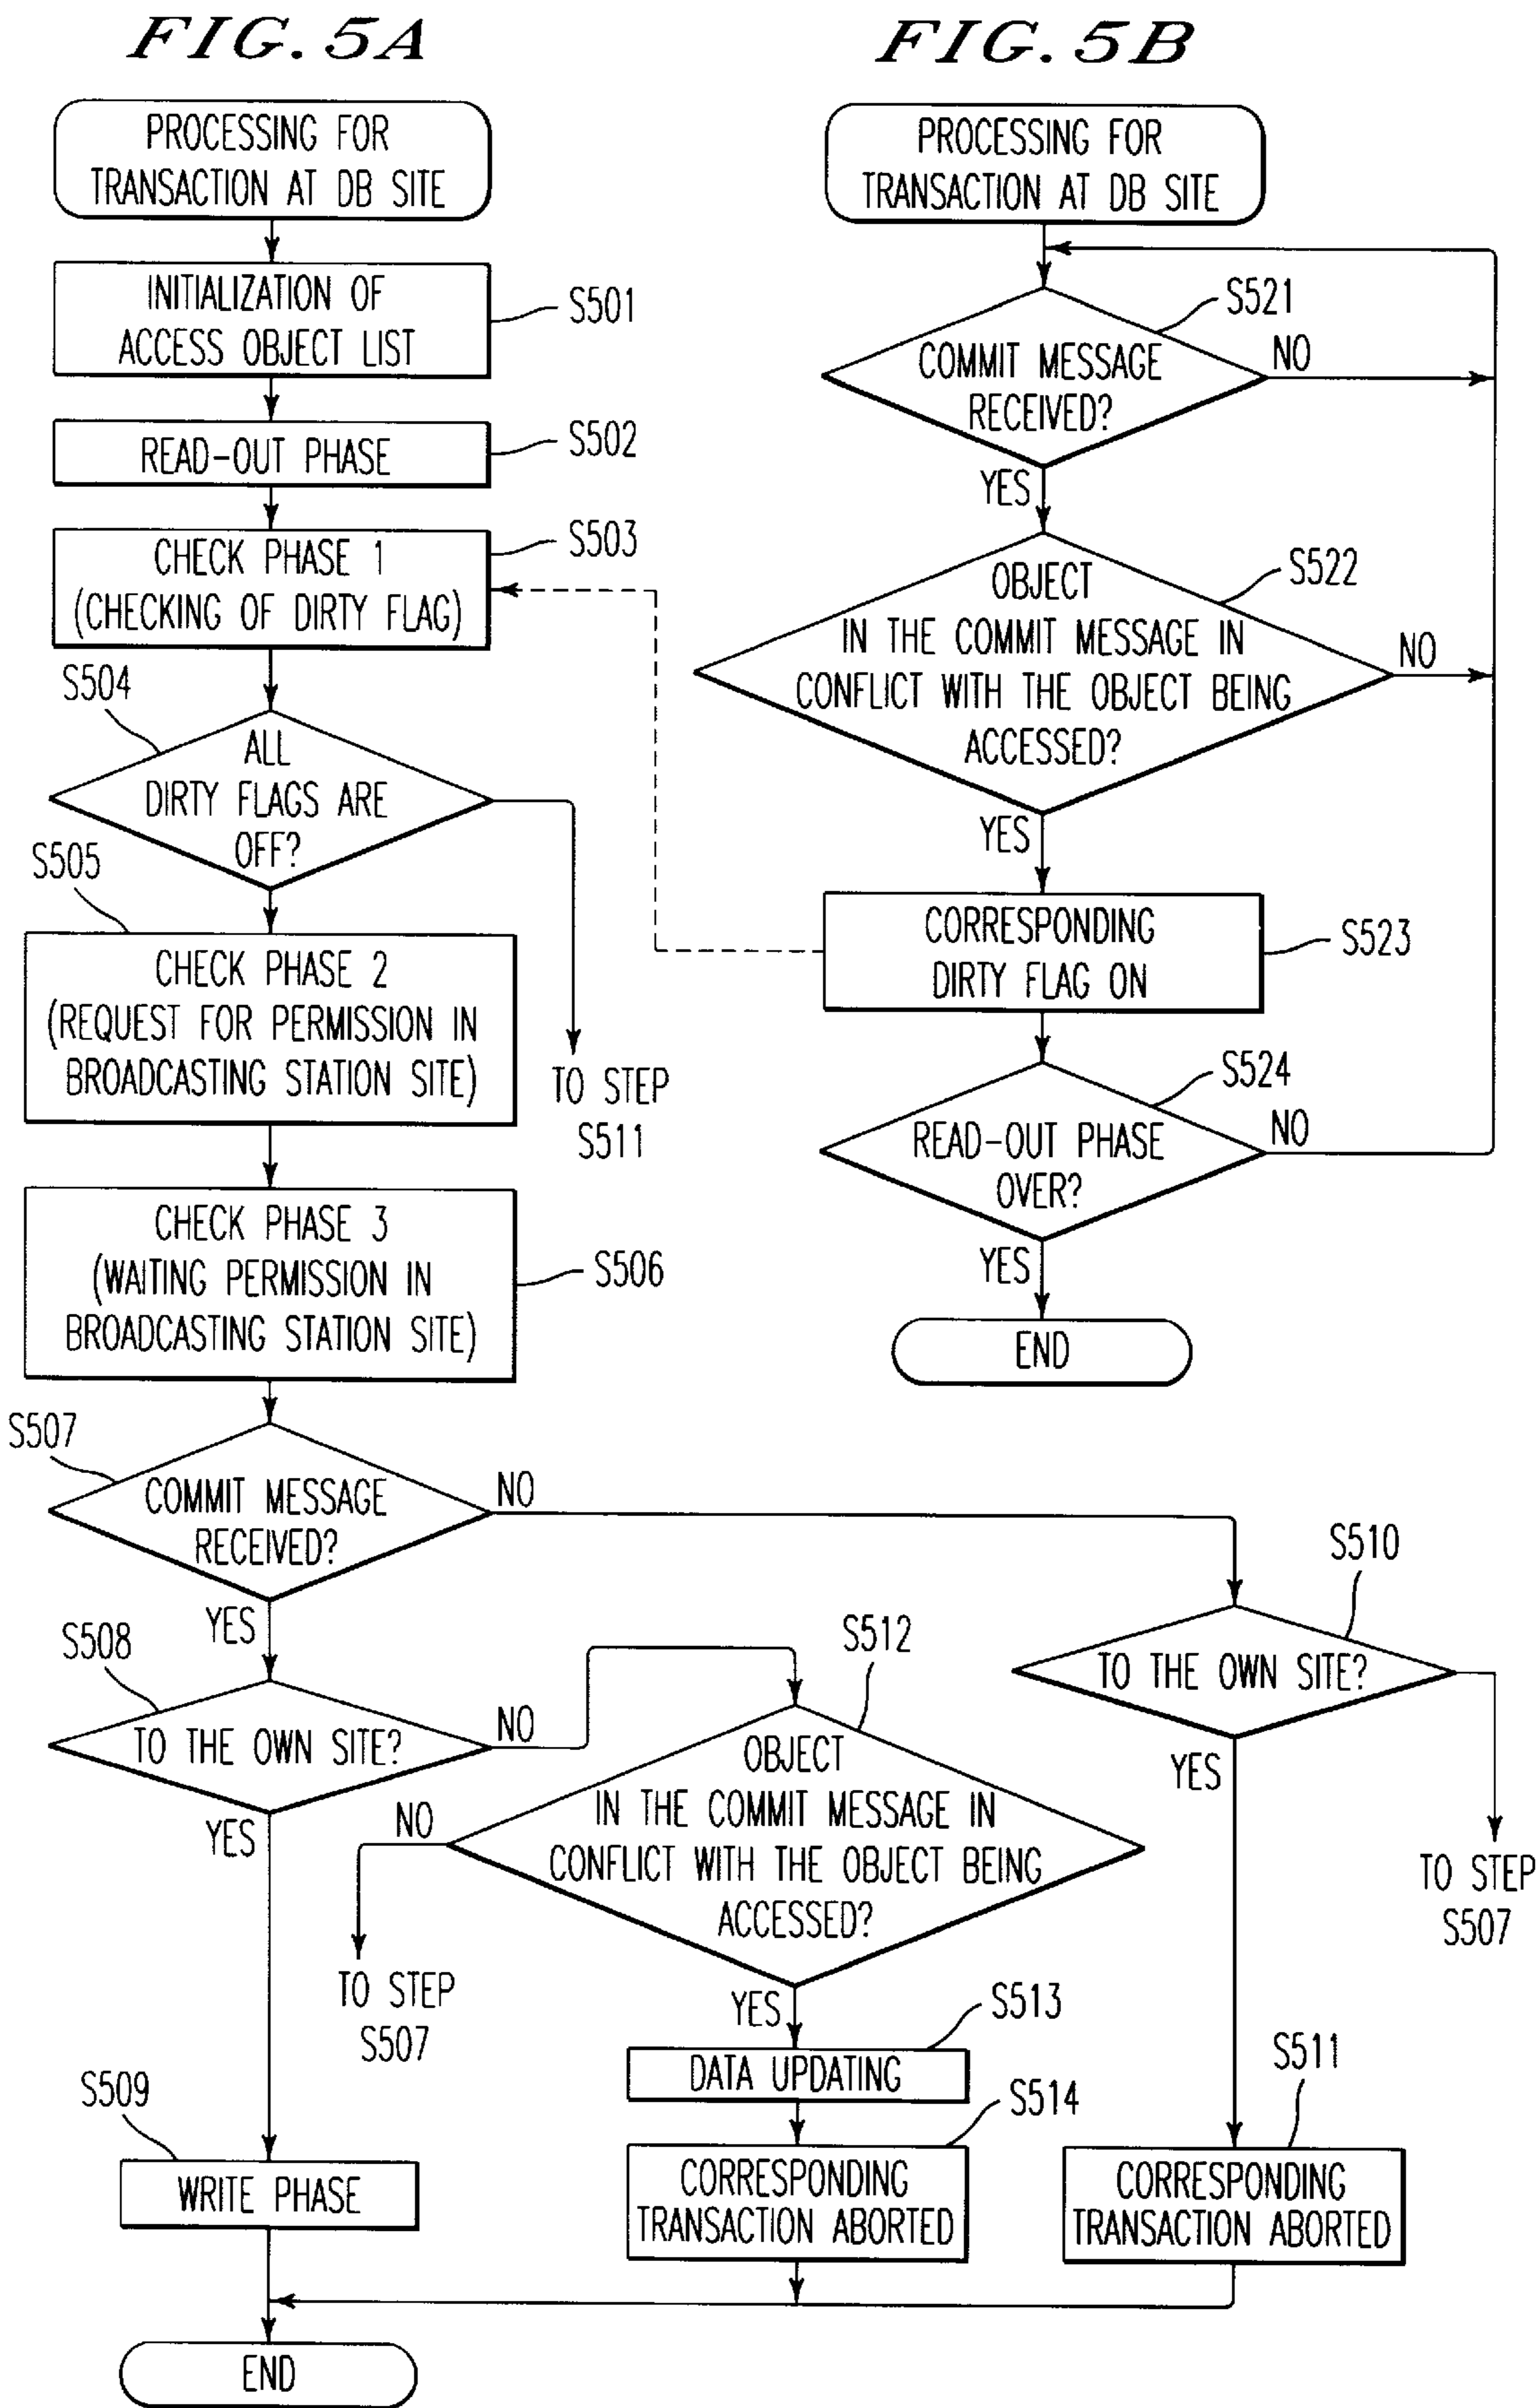 FIG. 5A
PROCESSING FOR
TRANSACTION AT DB SITE
INITIALIZATION OF
ACCESS OBJECT LIST
S501
READ-OUT PHASE
S502
CHECK PHASE 1
(CHECKING OF DIRTY FLAG)
S503
S504
ALL
DIRTY FLAGS ARE
OFF?
TO STEP
S511
S505
CHECK PHASE 2
(REQUEST FOR PERMISSION IN
BROADCASTING STATION SITE)
CHECK PHASE 3
(WAITING PERMISSION IN
BROADCASTING STATION SITE)
S506
S507
COMMIT MESSAGE
RECEIVED?
NO
YES
S508
TO THE OWN SITE?
NO
YES
S509
WRITE PHASE
END
S512
OBJECT
IN THE COMMIT MESSAGE IN
CONFLICT WITH THE OBJECT BEING
ACCESSED?
NO
TO STEP
S507
YES
S513
DATA UPDATING
S514
CORRESPONDING
TRANSACTION ABORTED
S510
TO THE OWN SITE?
YES
TO STEP
S507
S511
CORRESPONDING
TRANSACTION ABORTED
FIG. 5B
PROCESSING FOR
TRANSACTION AT DB SITE
S521
COMMIT MESSAGE
RECEIVED?
NO
YES
S522
OBJECT
IN THE COMMIT MESSAGE IN
CONFLICT WITH THE OBJECT BEING
ACCESSED?
NO
YES
CORRESPONDING
DIRTY FLAG ON
S523
S524
READ-OUT PHASE
OVER?
NO
YES
END